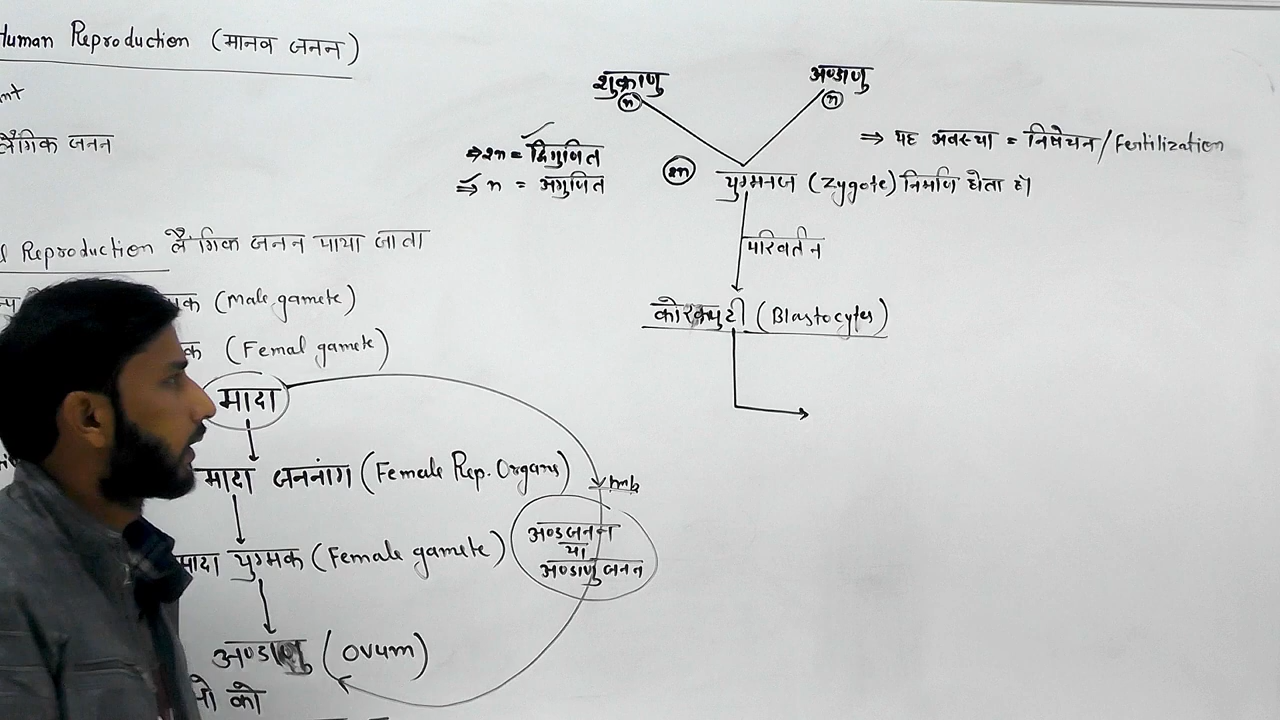 Human Reproduction (मानव जनन)
लैंगिक जनन
Reproduction लैंगिक जनन पाया जाता
(Male gamete)
(Femal gamete)
मादा
मादा जननांग (Female Rep. Organs)
मादा युग्मक (Female gamete)
अण्डाणु (Ovum)
को
अण्डजनन
या
अण्डाणुजनन
शुक्राणु
n
अण्डाणु
n
⇒ 2n = द्विगुणित
⇒ n = अगुणित
⇒ यह अवस्था = निषेचन/Fertilization
2n
युग्मनज (Zygote) निर्माण होता है।
परिवर्तन
कोरकपुटी (Blastocytes)